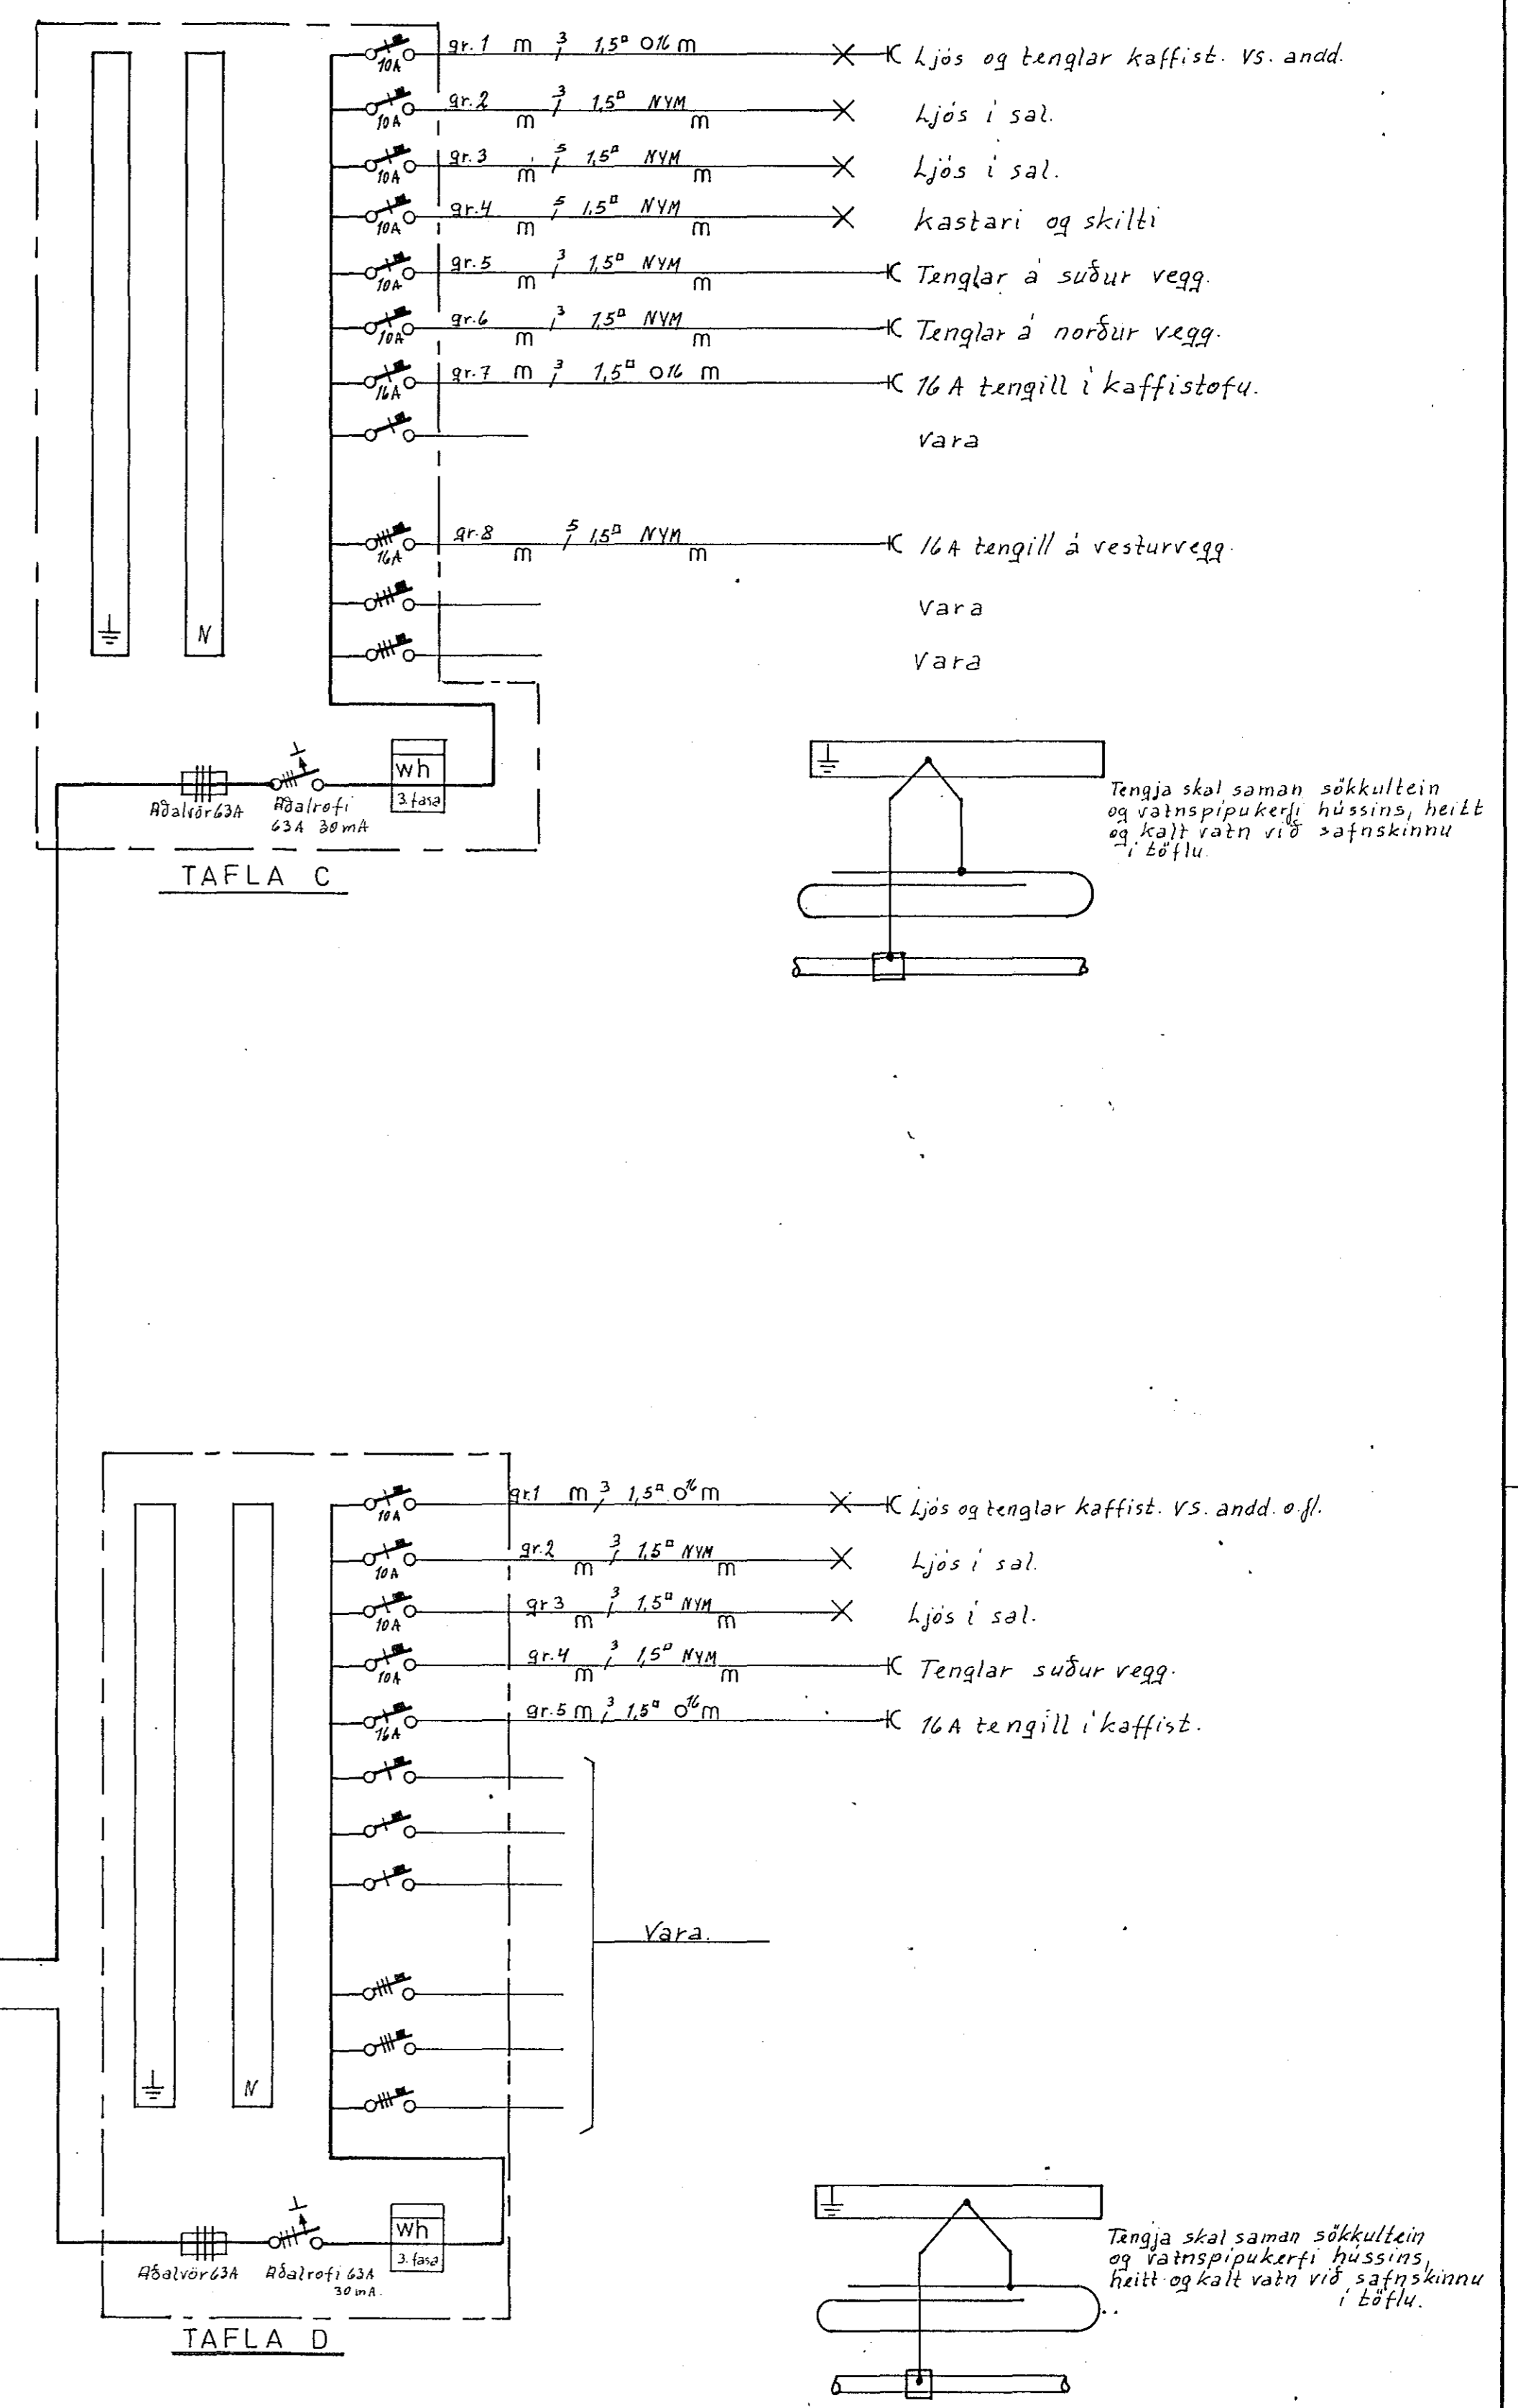 gr.1 m 3 1,5▫ O16 m Ljós og tenglar kaffist. VS. andd.
10A
gr.2 m 3 1,5▫ NYM m Ljós í sal.
10A
gr.3 m 5 1,5▫ NYM m Ljós í sal.
10A
gr.4 m 5 1,5▫ NYM m Kastari og skilti
10A
gr.5 m 3 1,5▫ NYM m Tenglar á suður vegg.
10A
gr.6 m 3 1,5▫ NYM m Tenglar á norður vegg.
10A
gr.7 m 3 1,5▫ O16 m 16 A tengill í kaffistofu.
16A
Vara
gr.8 m 5 1,5▫ NYM m 16 A tengill á vesturvegg.
16A
Vara
Vara
N
wh
3.fasa
Aðalvör 63A
Aðalrofi
63A 30mA
TAFLA C
Tengja skal saman sökkultein
og vatnspípukerfi hússins, heitt
og kalt vatn við safnskinnu
í töflu.
gr.1 m 3 1,5▫ O16 m Ljós og tenglar kaffist. VS. andd. o.fl.
10A
gr.2 m 3 1,5▫ NYM m Ljós í sal.
10A
gr3 m 3 1,5▫ NYM m Ljós í sal.
10A
gr.4 m 3 1,5▫ NYM m Tenglar suður vegg.
10A
gr.5 m 3 1,5▫ O16 m 16 A tengill í kaffist.
16A
Vara.
N
wh
3.fasa
Aðalvör 63A
Aðalrofi 63A
30mA.
TAFLA D
Tengja skal saman sökkultein
og vatnspípukerfi hússins,
heitt og kalt vatn við safnskinnu
í töflu.